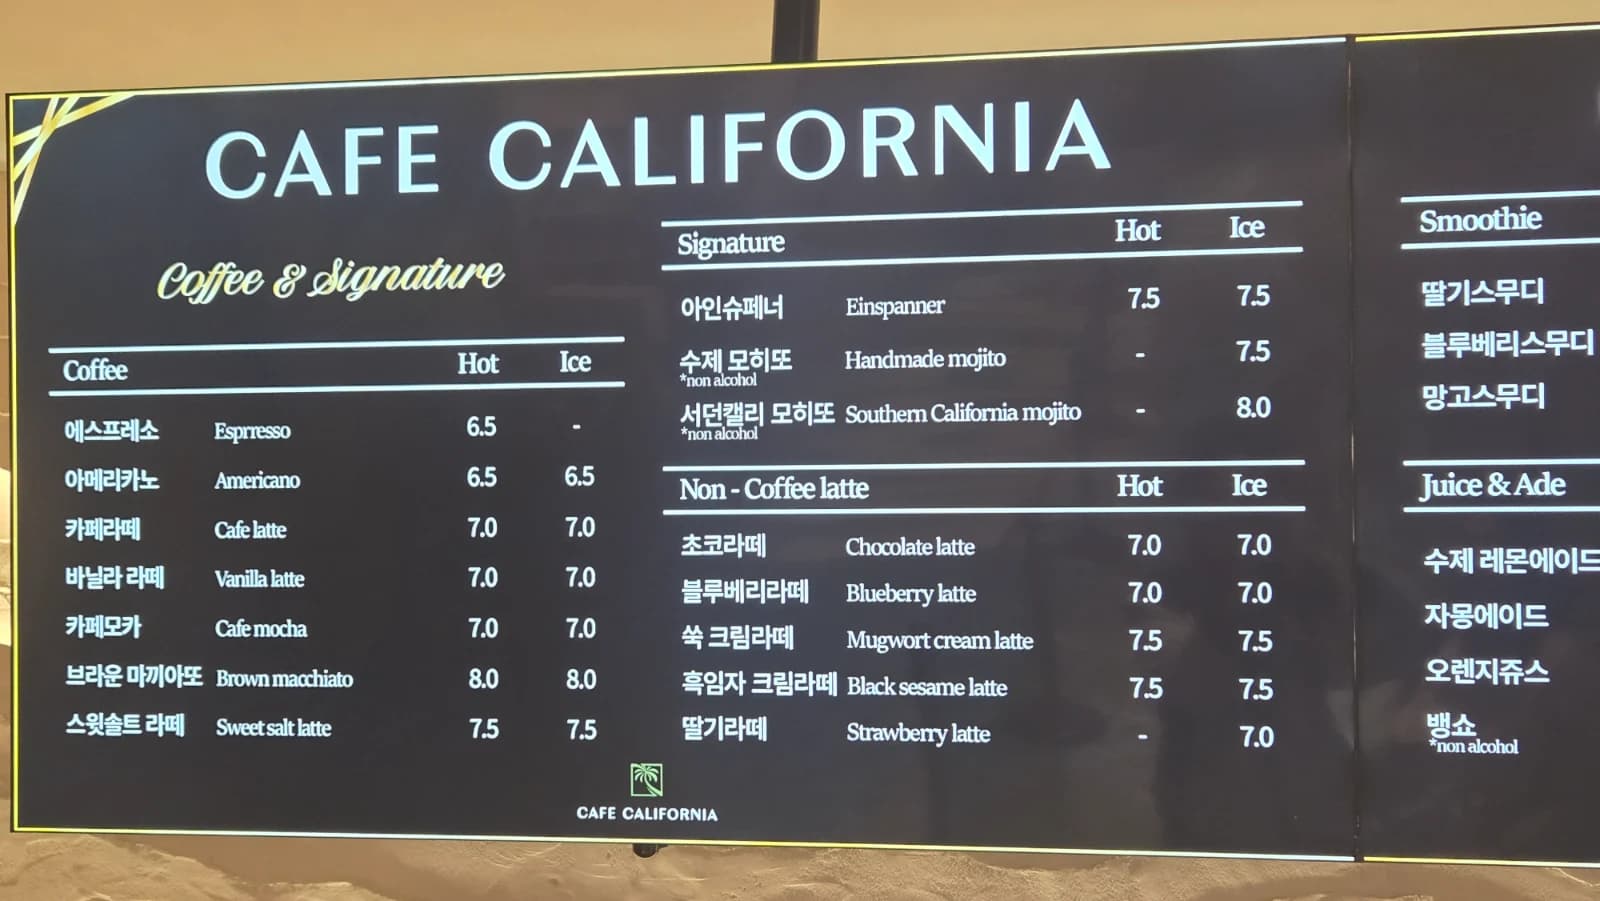 CAFE CALIFORNIA
Coffee & Signature
Coffee Hot Ice
에스프레소 Esprresso 6.5 -
아메리카노 Americano 6.5 6.5
카페라떼 Cafe latte 7.0 7.0
바닐라 라떼 Vanilla latte 7.0 7.0
카페모카 Cafe mocha 7.0 7.0
브라운 마끼아또 Brown macchiato 8.0 8.0
스윗솔트 라떼 Sweet salt latte 7.5 7.5
Signature Hot Ice
아인슈페너 Einspanner 7.5 7.5
수제 모히또 Handmade mojito - 7.5
*non alcohol
서던캘리 모히또 Southern California mojito - 8.0
*non alcohol
Non - Coffee latte Hot Ice
초코라떼 Chocolate latte 7.0 7.0
블루베리라떼 Blueberry latte 7.0 7.0
쑥 크림라떼 Mugwort cream latte 7.5 7.5
흑임자 크림라떼 Black sesame latte 7.5 7.5
딸기라떼 Strawberry latte - 7.0
CAFE CALIFORNIA
Smoothie
딸기스무디
블루베리스무디
망고스무디
Juice & Ade
수제 레몬에이드
자몽에이드
오렌지쥬스
뱅쇼
*non alcohol